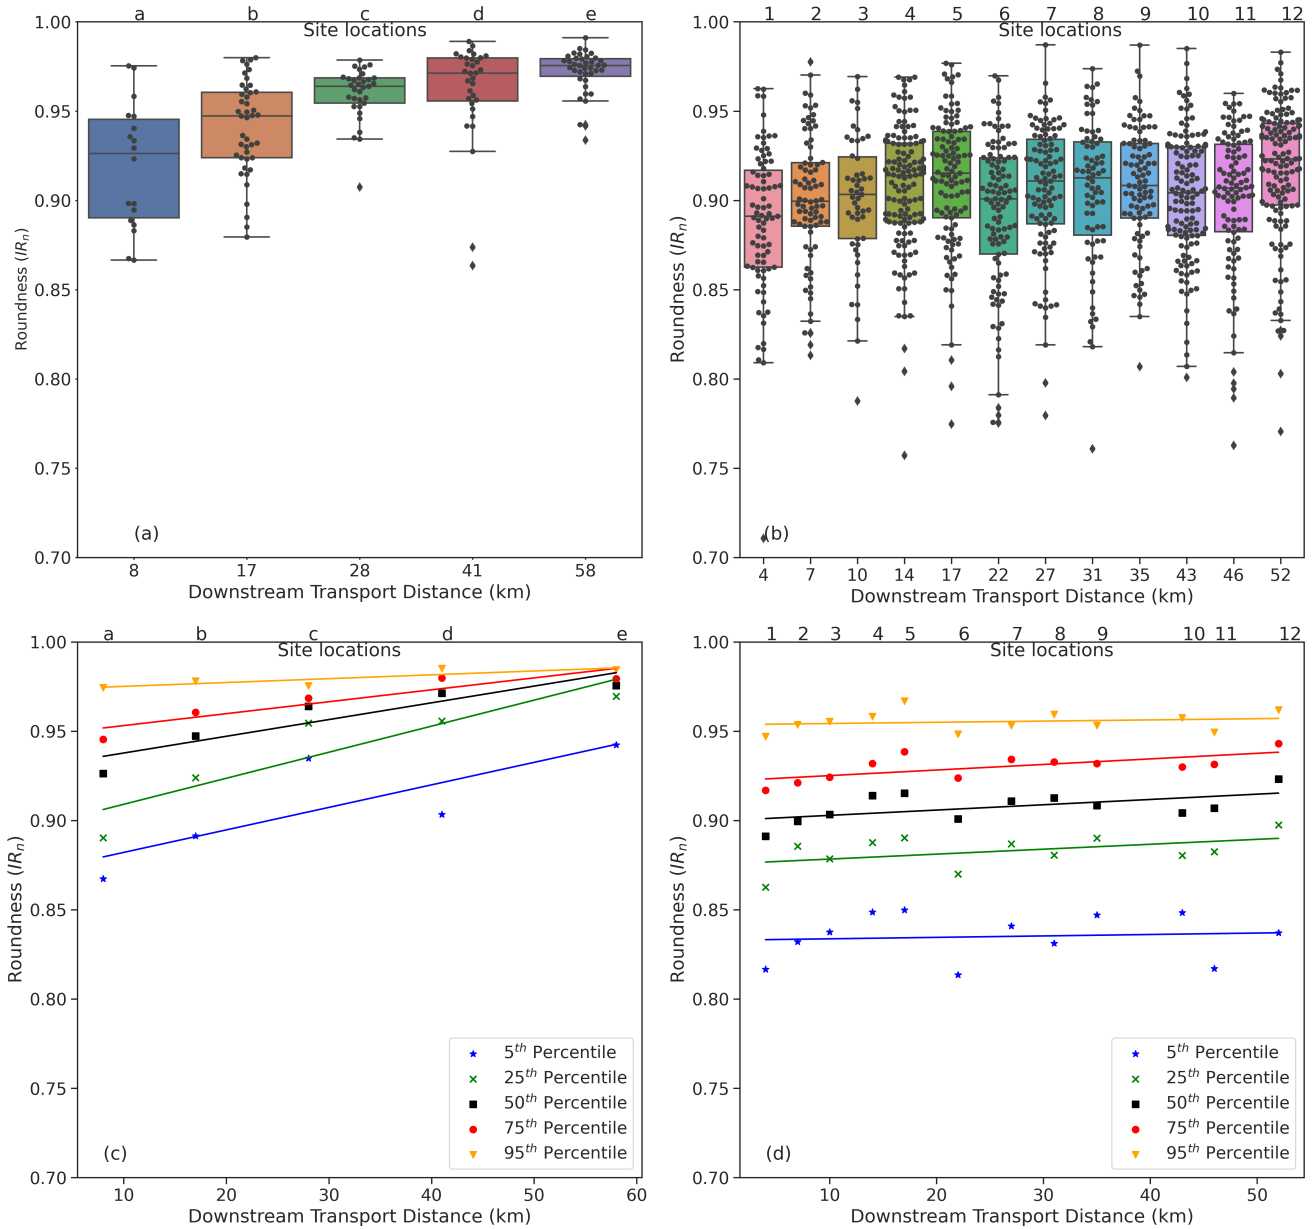 a b c d e
Site locations
1.00
0.95
0.90
0.85
0.80
0.75
0.70
Roundness (IRₙ)
(a)
8 17 28 41 58
Downstream Transport Distance (km)
1 2 3 4 5 6 7 8 9 10 11 12
Site locations
1.00
0.95
0.90
0.85
0.80
0.75
0.70
Roundness (IRₙ)
(b)
4 7 10 14 17 22 27 31 35 43 46 52
Downstream Transport Distance (km)
a b c d e
Site locations
1.00
0.95
0.90
0.85
0.80
0.75
0.70
Roundness (IRₙ)
5ᵗʰ Percentile
25ᵗʰ Percentile
50ᵗʰ Percentile
75ᵗʰ Percentile
95ᵗʰ Percentile
(c)
10 20 30 40 50 60
Downstream Transport Distance (km)
1 2 3 4 5 6 7 8 9 10 11 12
Site locations
1.00
0.95
0.90
0.85
0.80
0.75
0.70
Roundness (IRₙ)
5ᵗʰ Percentile
25ᵗʰ Percentile
50ᵗʰ Percentile
75ᵗʰ Percentile
95ᵗʰ Percentile
(d)
10 20 30 40 50
Downstream Transport Distance (km)